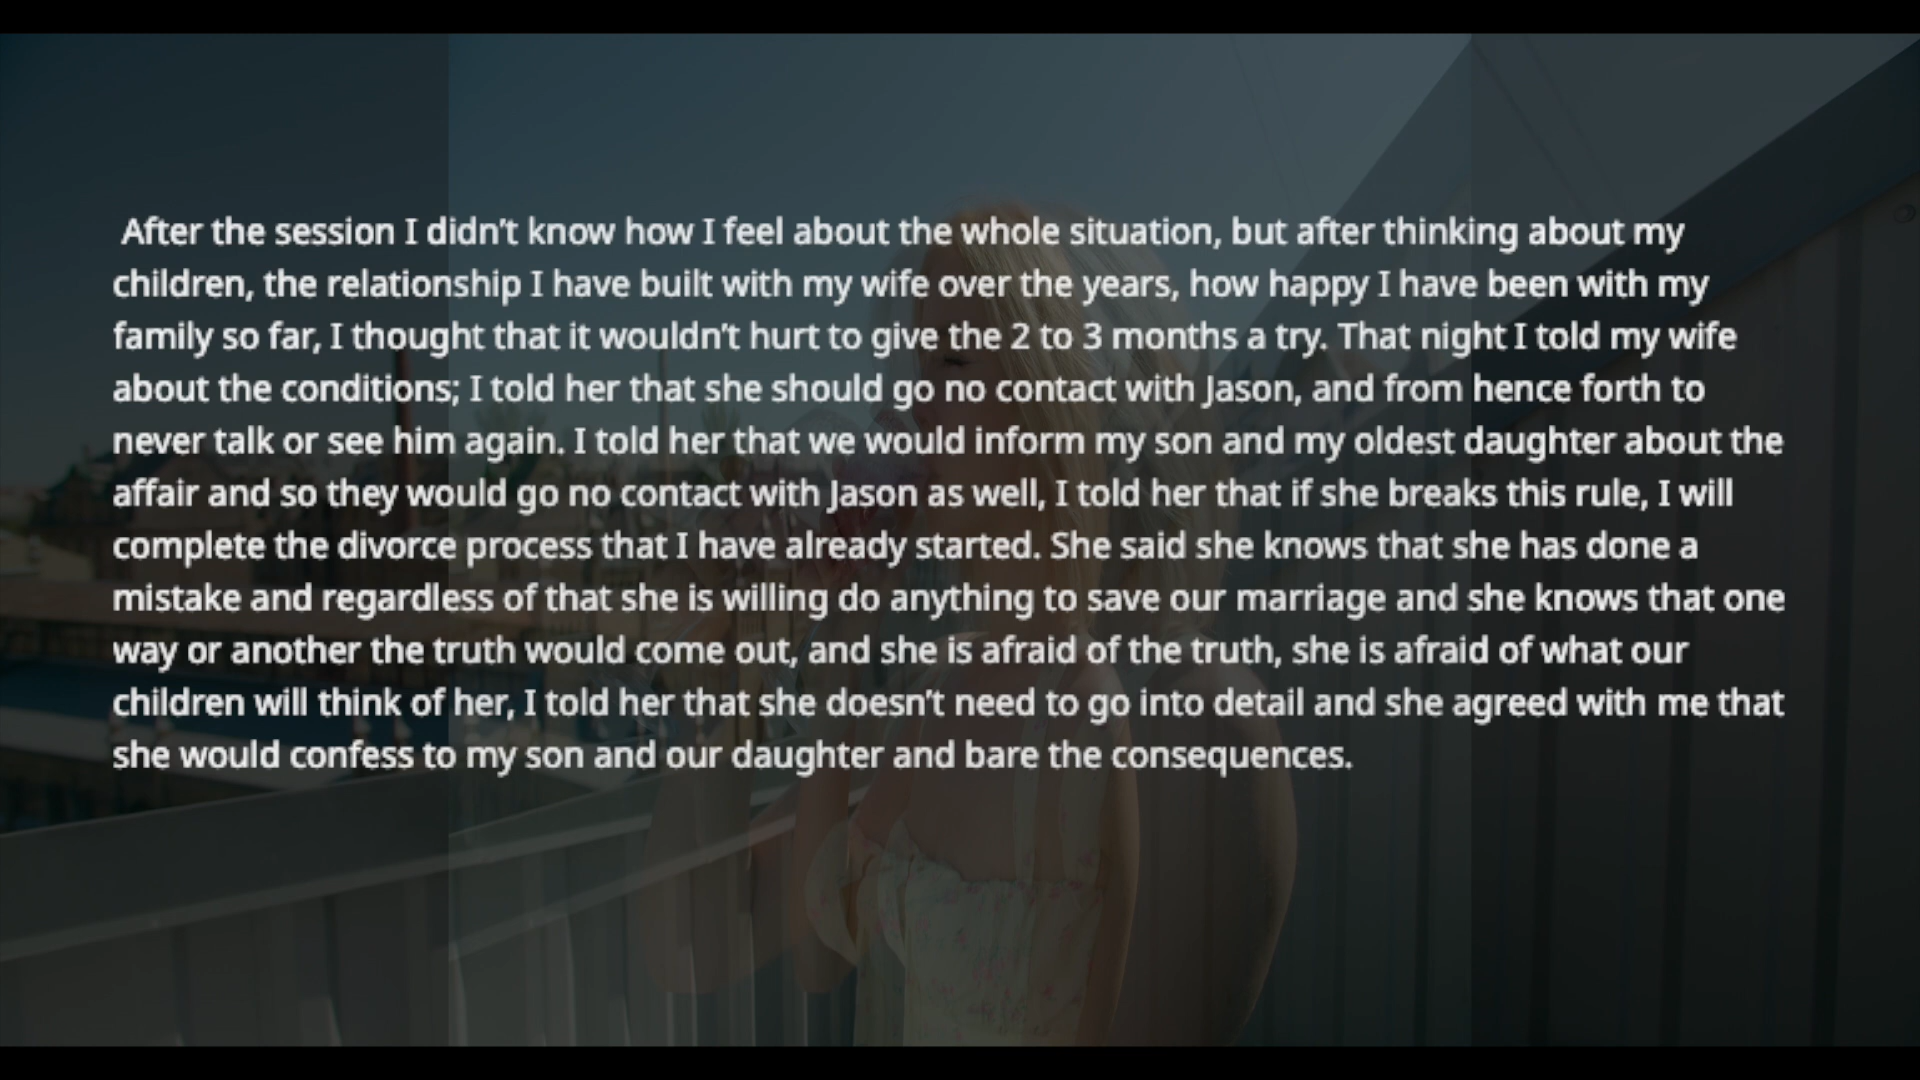 After the session I didn't know how I feel about the whole situation, but after thinking about my
children, the relationship I have built with my wife over the years, how happy I have been with my
family so far, I thought that it wouldn't hurt to give the 2 to 3 months a try. That night I told my wife
about the conditions; I told her that she should go no contact with Jason, and from hence forth to
never talk or see him again. I told her that we would inform my son and my oldest daughter about the
affair and so they would go no contact with Jason as well, I told her that if she breaks this rule, I will
complete the divorce process that I have already started. She said she knows that she has done a
mistake and regardless of that she is willing do anything to save our marriage and she knows that one
way or another the truth would come out, and she is afraid of the truth, she is afraid of what our
children will think of her, I told her that she doesn't need to go into detail and she agreed with me that
she would confess to my son and our daughter and bare the consequences.